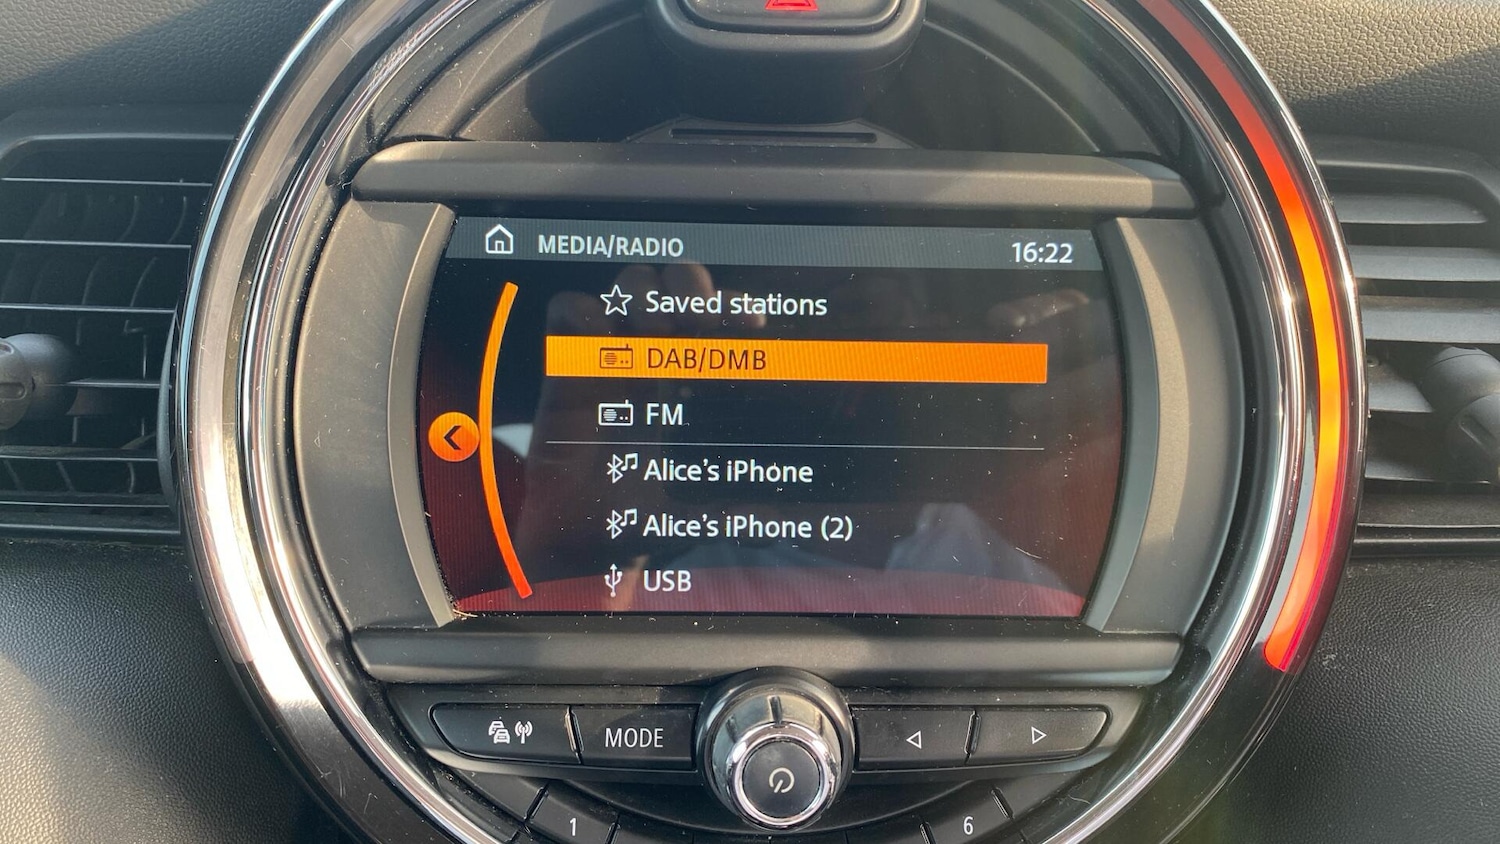 MEDIA/RADIO 16:22
Saved stations
DAB/DMB
FM
Alice's iPhone
Alice's iPhone (2)
USB
MODE
1 6